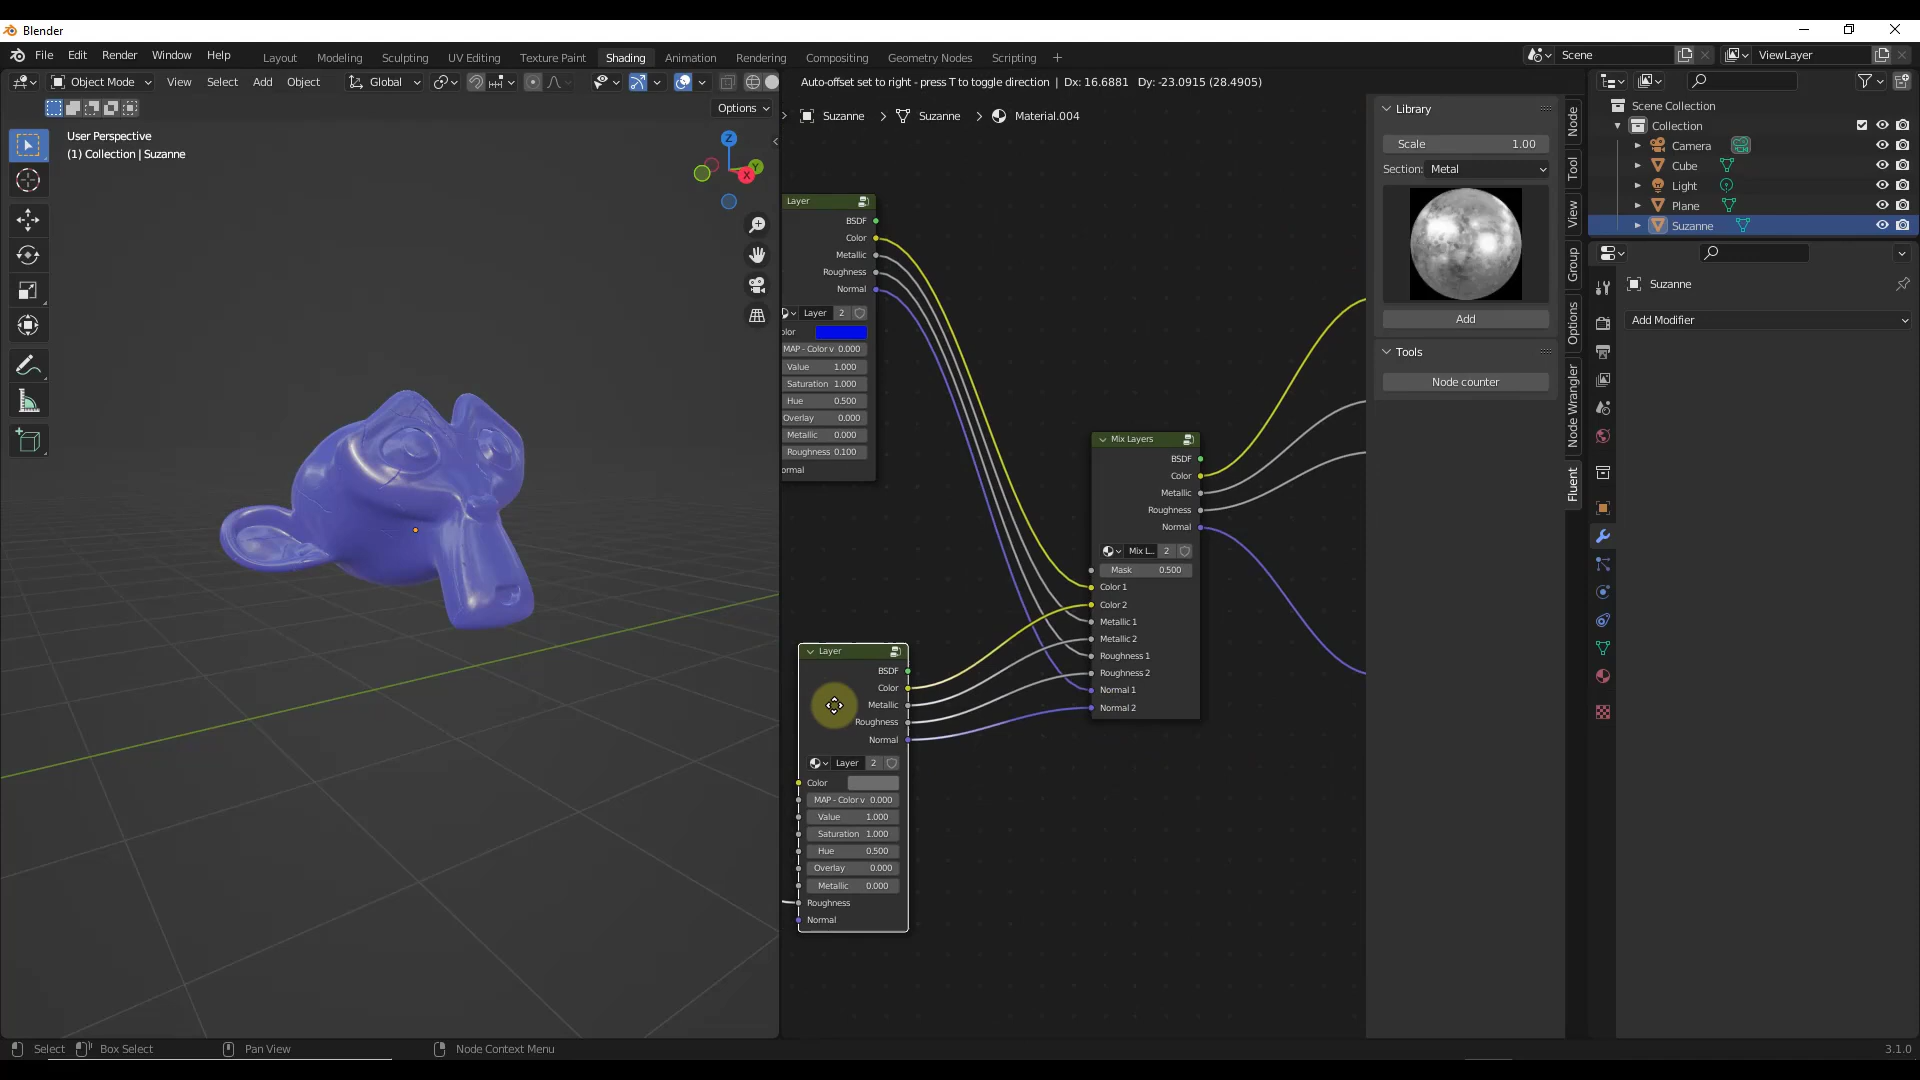 Blender
File Edit Render Window Help
Layout Modeling Sculpting UV Editing Texture Paint Shading Animation Rendering Compositing Geometry Nodes Scripting +
Scene
ViewLayer
Object Mode View Select Add Object Global
Auto-offset set to right - press T to toggle direction | Dx: 16.6881 Dy: -23.0915 (28.4905)
Options
User Perspective
(1) Collection | Suzanne
Z
Y
X
Suzanne > Suzanne > Material.004
Layer
BSDF
Color
Metallic
Roughness
Normal
Layer 2
olor
MAP - Color v 0.000
Value 1.000
Saturation 1.000
Hue 0.500
Overlay 0.000
Metallic 0.000
Roughness 0.100
ormal
Mix Layers
BSDF
Color
Metallic
Roughness
Normal
Mix L... 2
Mask 0.500
Color 1
Color 2
Metallic 1
Metallic 2
Roughness 1
Roughness 2
Normal 1
Normal 2
Layer
BSDF
Color
Metallic
Roughness
Normal
Layer 2
Color
MAP - Color v 0.000
Value 1.000
Saturation 1.000
Hue 0.500
Overlay 0.000
Metallic 0.000
Roughness
Normal
Library
Scale 1.00
Section: Metal
Add
Tools
Node counter
Node
Tool
View
Group
Options
Node Wrangler
Fluent
Scene Collection
Collection
Camera
Cube
Light
Plane
Suzanne
Suzanne
Add Modifier
Select Box Select Pan View Node Context Menu
3.1.0